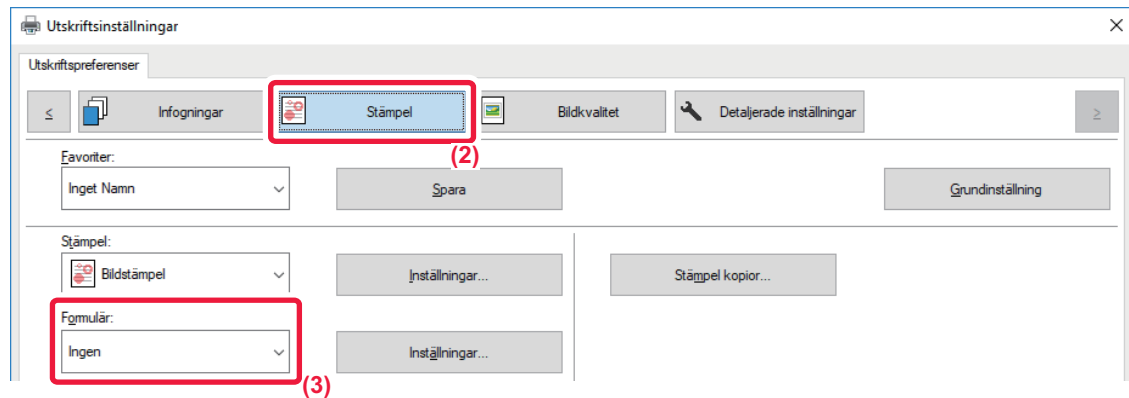 Utskriftsinställningar
Utskriftspreferenser
< Infogningar Stämpel Bildkvalitet Detaljerade inställningar >
(2)
Favoriter:
Inget Namn Spara Grundinställning
Stämpel:
Bildstämpel Inställningar... Stämpel kopior...
Formulär:
Ingen Inställningar...
(3)